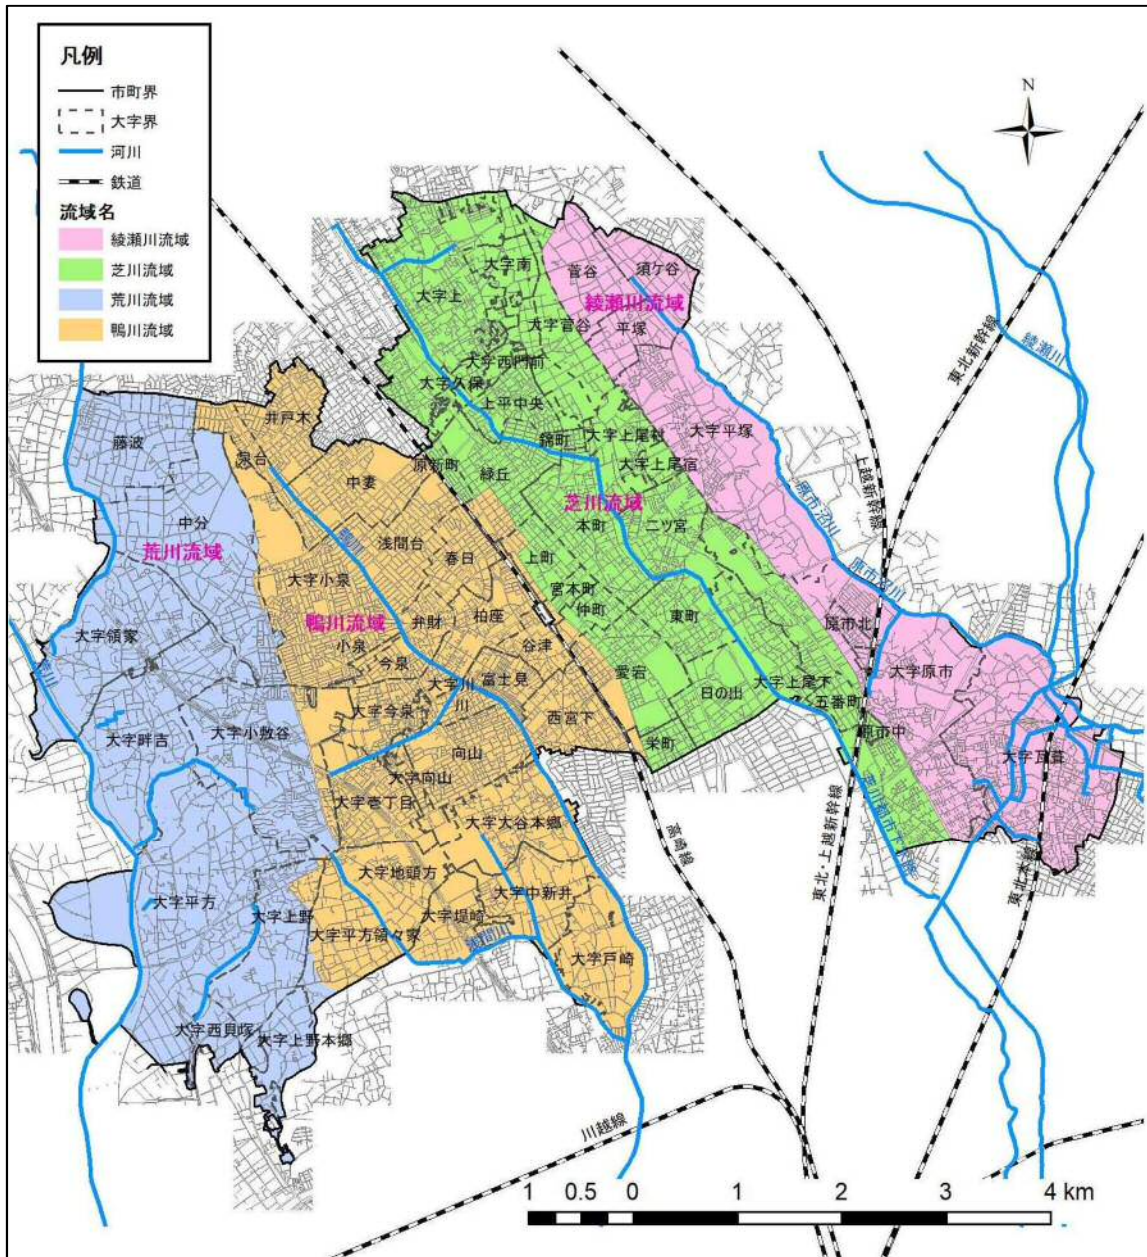 凡例
市町界
大字界
河川
鉄道
流域名
綾瀬川流域
芝川流域
荒川流域
鴨川流域
N
大字南
菅谷
須ケ谷
大字上
綾瀬川流域
大字菅谷
平塚
東北新幹線
綾瀬川
大字西門前
大字久保
上平中央
井戸木
藤波
錦町
大字上尾村
大字平塚
泉台
原新町
緑丘
大字上尾宿
上越新幹線
中妻
原市沼川
中分
芝川流域
本町
二ツ宮
荒川流域
浅間台
春日
上町
原市沼川
大字小泉
宮本町
仲町
鴨川流域
弁財
柏座
東町
原市北
大字領家
小泉
谷津
今泉
愛宕
大字原市
大字川
富士見
大字上尾下
日の出
五番町
大字今泉
西宮下
大字小敷谷
大字畔吉
栄町
原市中
向山
大字瓦葺
大字向山
大字壱丁目
大字大谷本郷
高崎線
東北・上越新幹線
東北本線
大字地頭方
大字中新井
大字平方
大字上野
大字堤崎
大字平方領々家
浅間川
大字戸崎
大字西貝塚
大字上野本郷
川越線
1 0.5 0 1 2 3 4 km